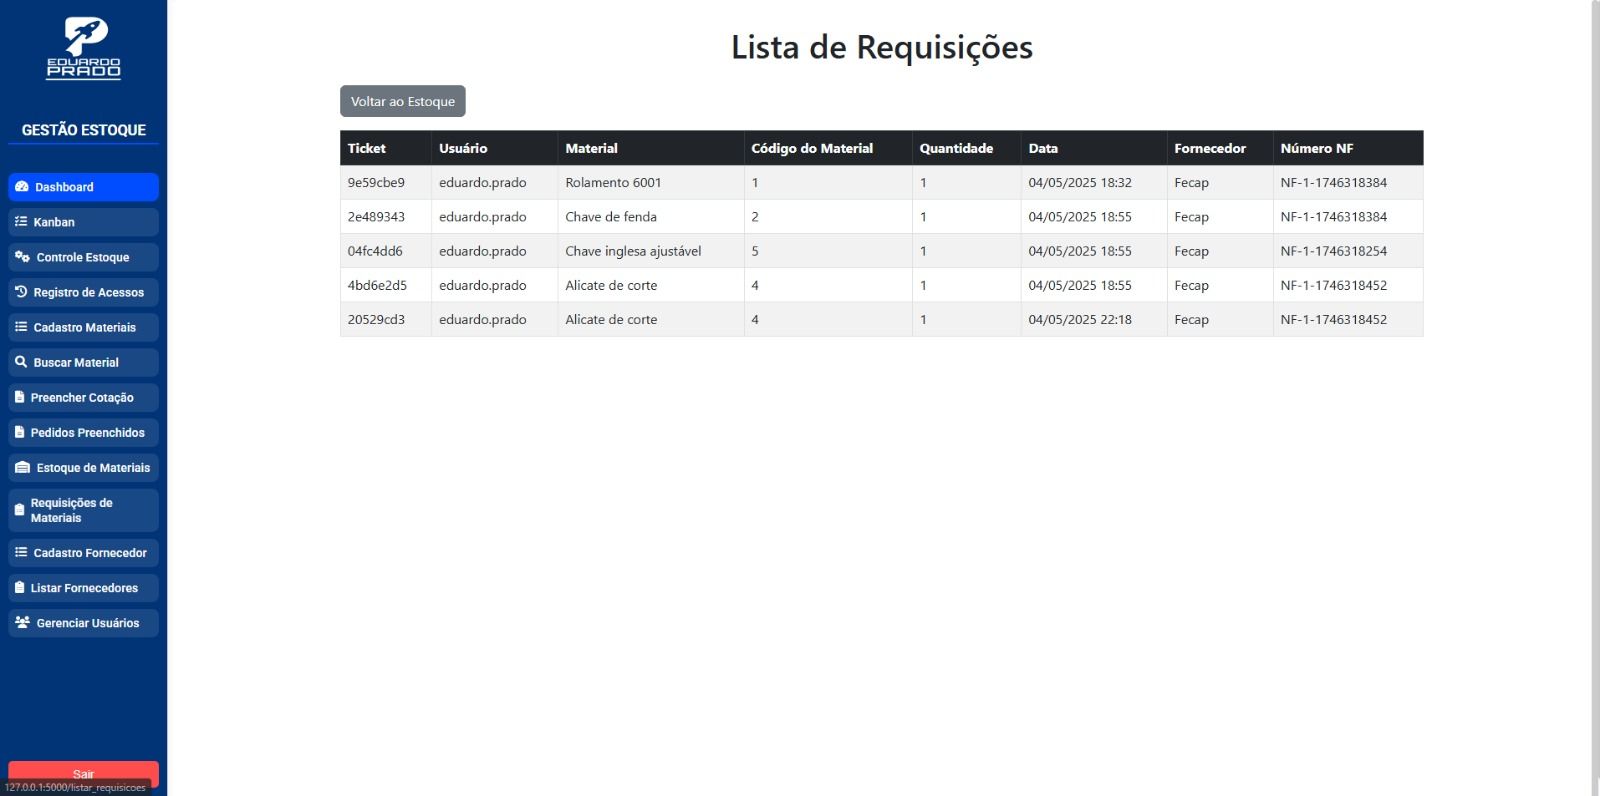 EDUARDO
PRADO
GESTÃO ESTOQUE
Dashboard
Kanban
Controle Estoque
Registro de Acessos
Cadastro Materiais
Buscar Material
Preencher Cotação
Pedidos Preenchidos
Estoque de Materiais
Requisições de
Materiais
Cadastro Fornecedor
Listar Fornecedores
Gerenciar Usuários
Sair
127.0.0.1:5000/listar_requisicoes
Lista de Requisições
Voltar ao Estoque
Ticket Usuário Material Código do Material Quantidade Data Fornecedor Número NF
9e59cbe9 eduardo.prado Rolamento 6001 1 1 04/05/2025 18:32 Fecap NF-1-1746318384
2e489343 eduardo.prado Chave de fenda 2 1 04/05/2025 18:55 Fecap NF-1-1746318384
04fc4dd6 eduardo.prado Chave inglesa ajustável 5 1 04/05/2025 18:55 Fecap NF-1-1746318254
4bd6e2d5 eduardo.prado Alicate de corte 4 1 04/05/2025 18:55 Fecap NF-1-1746318452
20529cd3 eduardo.prado Alicate de corte 4 1 04/05/2025 22:18 Fecap NF-1-1746318452